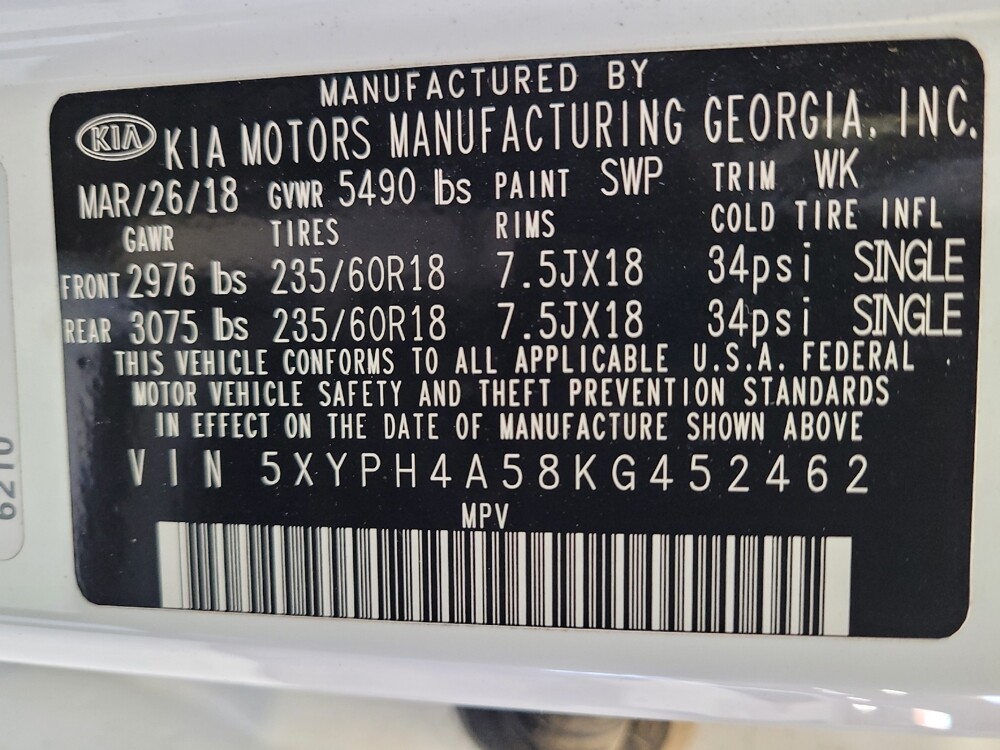 MANUFACTURED BY
KIA KIA MOTORS MANUFACTURING GEORGIA, INC.
MAR/26/18 GVWR 5490 lbs PAINT SWP TRIM WK
GAWR TIRES RIMS COLD TIRE INFL
FRONT 2976 lbs 235/60R18 7.5JX18 34psi SINGLE
REAR 3075 lbs 235/60R18 7.5JX18 34psi SINGLE
THIS VEHICLE CONFORMS TO ALL APPLICABLE U.S.A. FEDERAL
MOTOR VEHICLE SAFETY AND THEFT PREVENTION STANDARDS
IN EFFECT ON THE DATE OF MANUFACTURE SHOWN ABOVE
VIN 5XYPH4A58KG452462
MPV